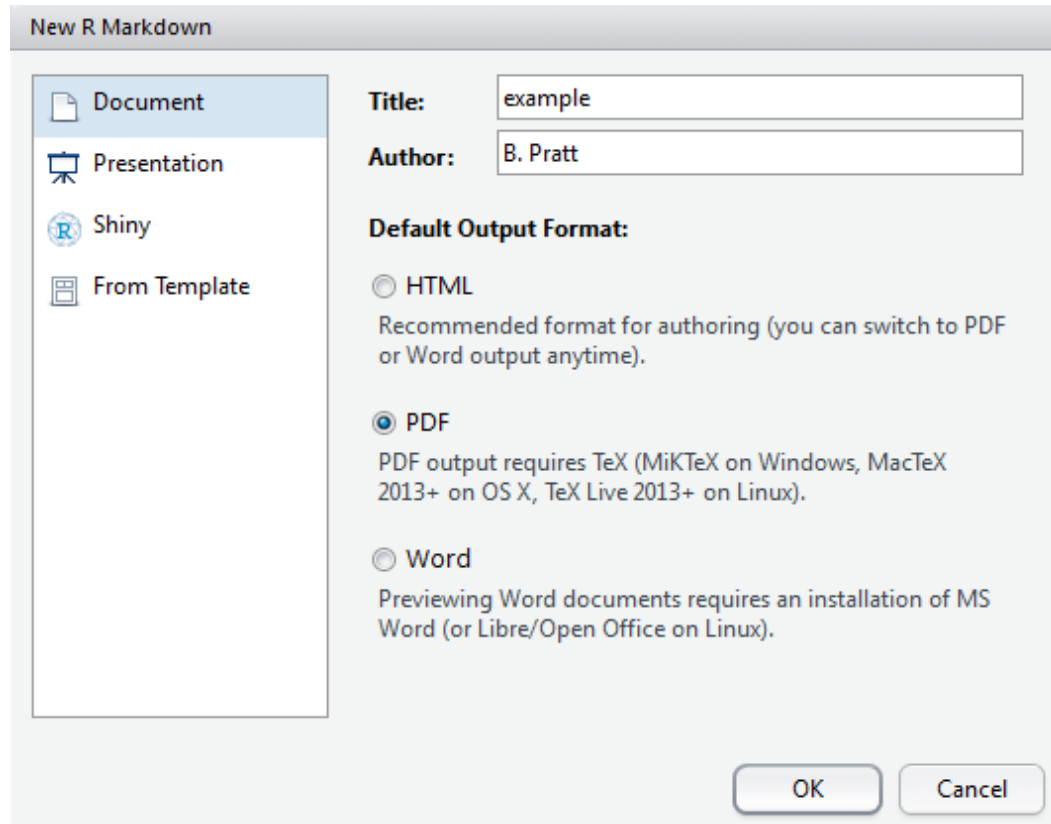 New R Markdown
Document
Presentation
R Shiny
From Template
Title: example
Author: B. Pratt
Default Output Format:
HTML
Recommended format for authoring (you can switch to PDF
or Word output anytime).
PDF
PDF output requires TeX (MiKTeX on Windows, MacTeX
2013+ on OS X, TeX Live 2013+ on Linux).
Word
Previewing Word documents requires an installation of MS
Word (or Libre/Open Office on Linux).
OK Cancel